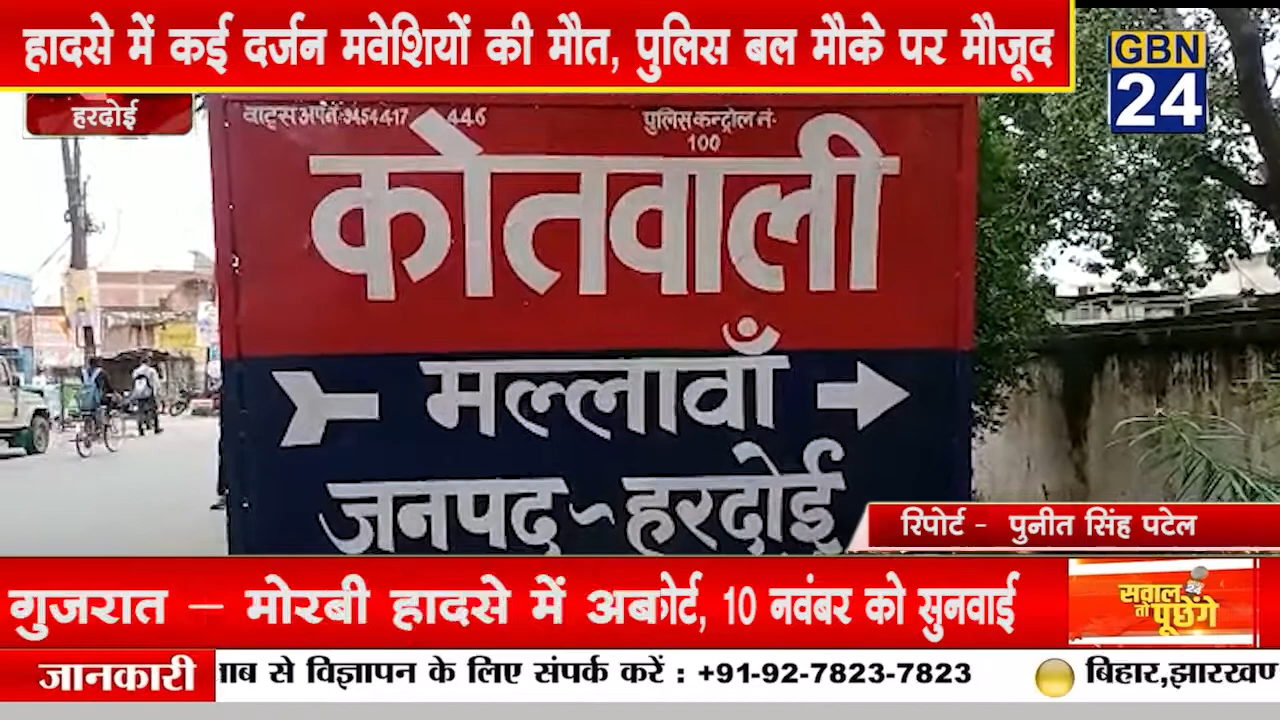 हादसे में कई दर्जन मवेशियों की मौत, पुलिस बल मौके पर मौजूद
GBN
24
हरदोई
पुलिस कन्ट्रोल नं-
446
100
कोतवाली
मल्लावाँ
जनपद ~ हरदोई
रिपोर्ट - पुनीत सिंह पटेल
गुजरात – मोरबी हादसे में अब
कोर्ट, 10 नवंबर को सुनवाई
सवाल
तो पूछेंगे
जानकारी
से विज्ञापन के लिए संपर्क करें : +91-92-7823-7823
बिहार,झारखण